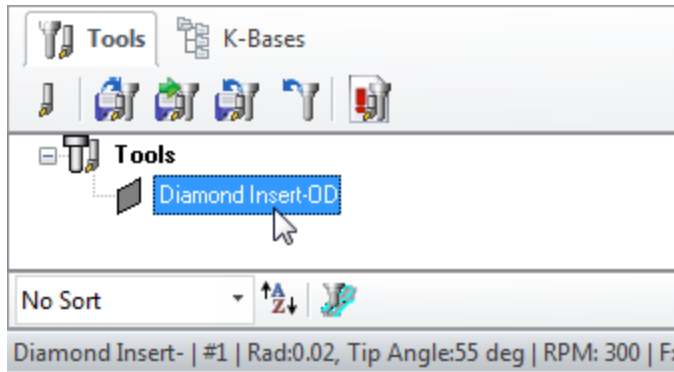 Tools K-Bases
Tools
Diamond Insert-OD
No Sort A Z
Diamond Insert- | #1 | Rad:0.02, Tip Angle:55 deg | RPM: 300 | F: